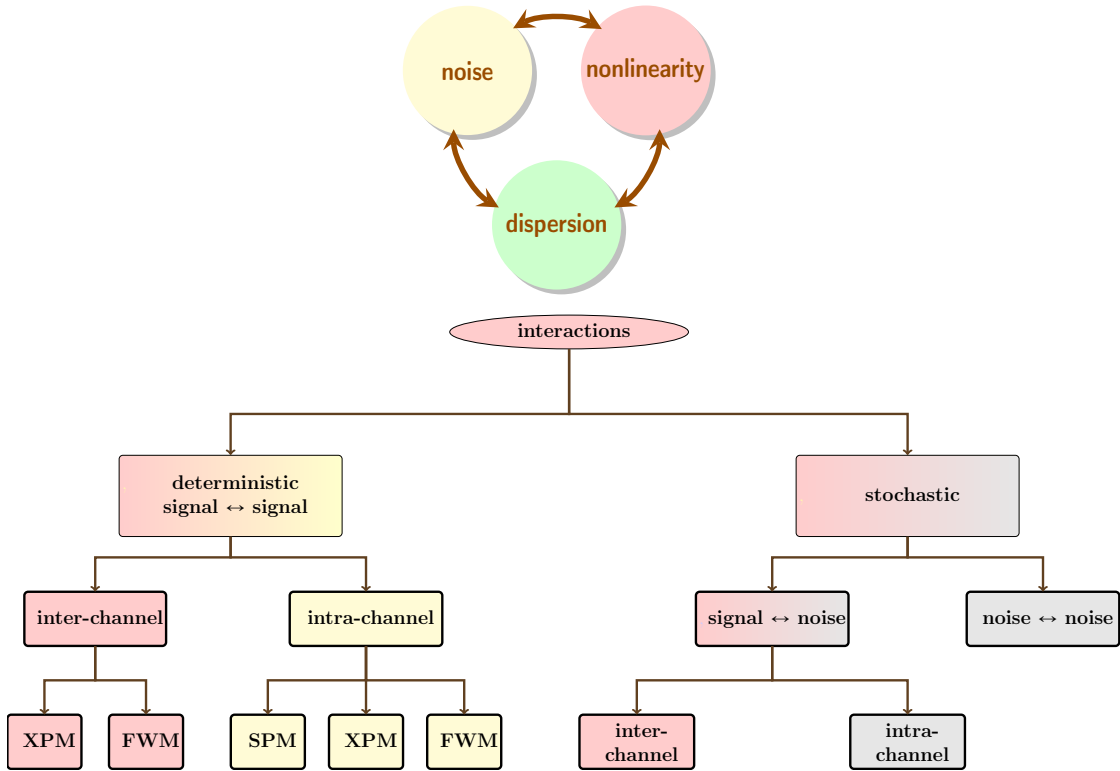 noise
nonlinearity
dispersion
interactions
deterministic
signal ↔ signal
stochastic
inter-channel
intra-channel
signal ↔ noise
noise ↔ noise
XPM
FWM
SPM
XPM
FWM
inter-
channel
intra-
channel